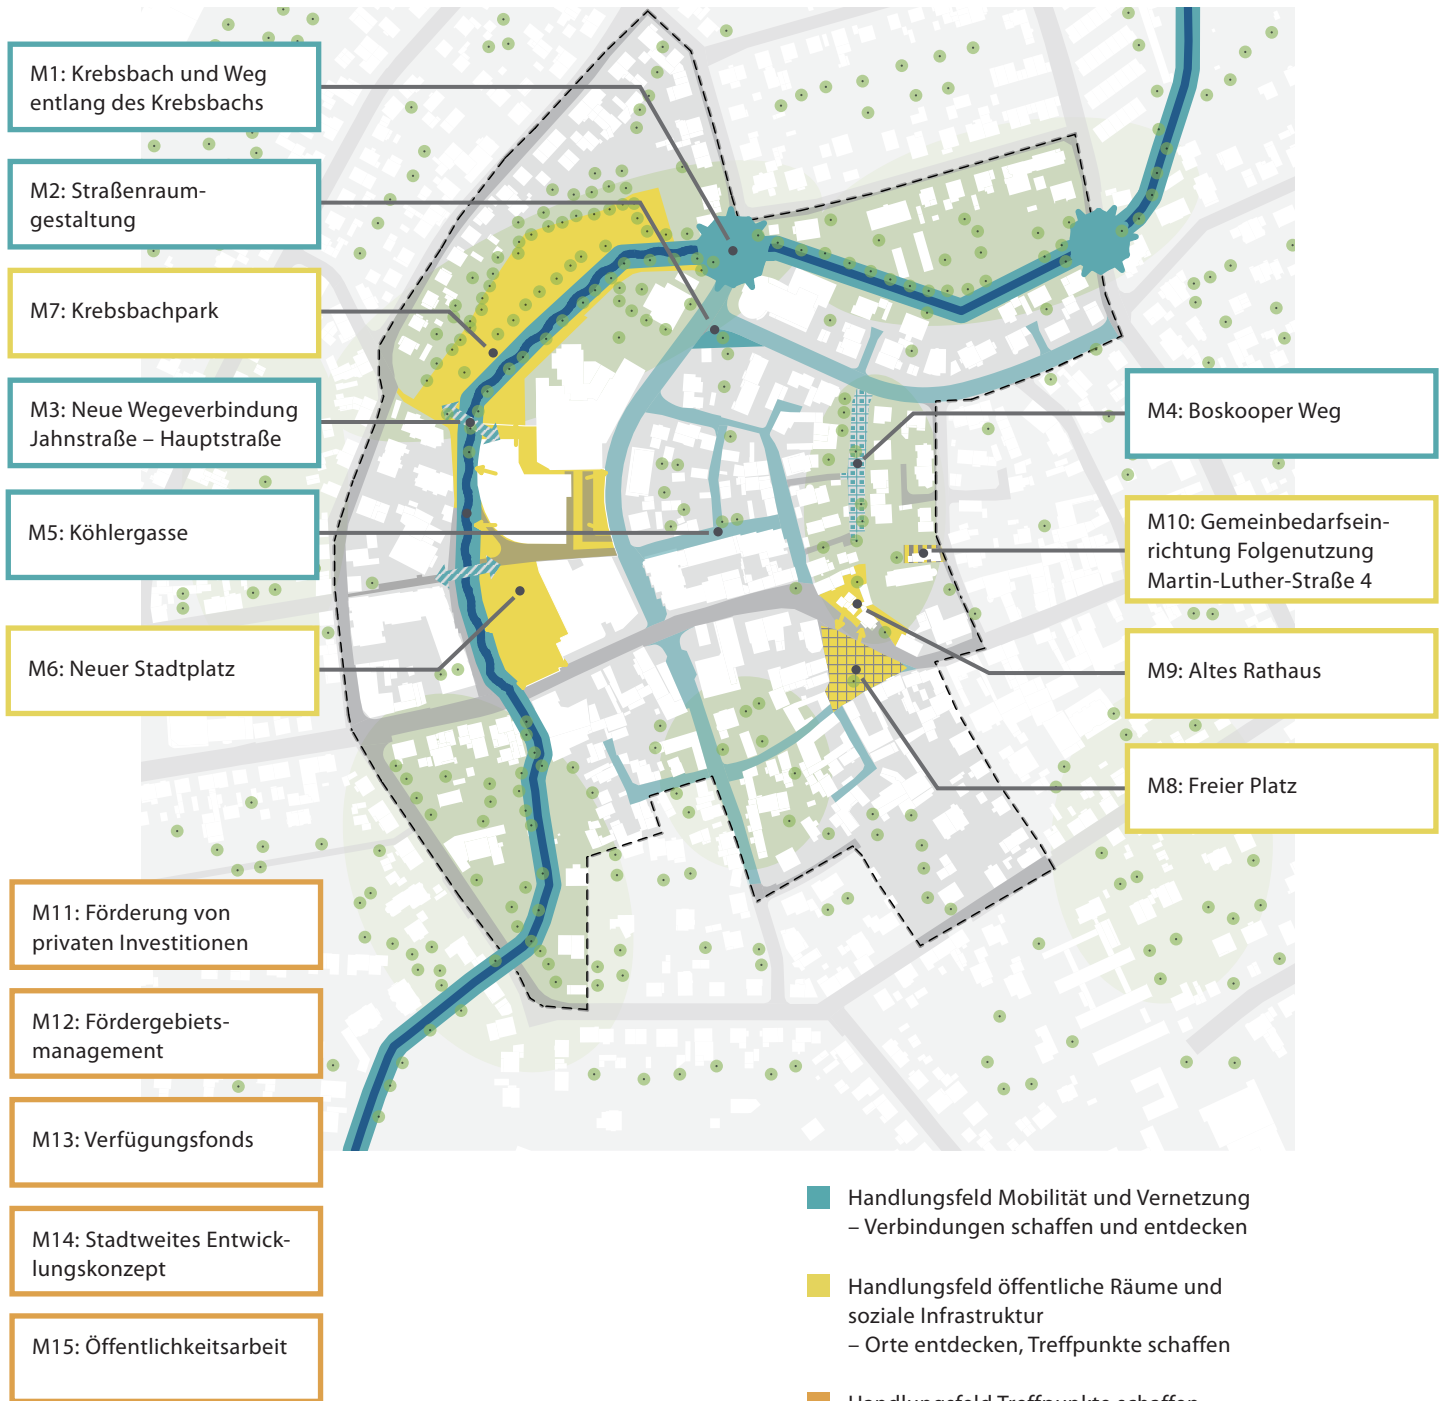 M1: Krebsbach und Weg
entlang des Krebsbachs
M2: Straßenraum-
gestaltung
M7: Krebsbachpark
M3: Neue Wegeverbindung
Jahnstraße – Hauptstraße
M5: Köhlergasse
M6: Neuer Stadtplatz
M4: Boskooper Weg
M10: Gemeinbedarfsein-
richtung Folgenutzung
Martin-Luther-Straße 4
M9: Altes Rathaus
M8: Freier Platz
M11: Förderung von
privaten Investitionen
M12: Fördergebiets-
management
M13: Verfügungsfonds
M14: Stadtweites Entwick-
lungskonzept
M15: Öffentlichkeitsarbeit
Handlungsfeld Mobilität und Vernetzung
– Verbindungen schaffen und entdecken
Handlungsfeld öffentliche Räume und
soziale Infrastruktur
– Orte entdecken, Treffpunkte schaffen
Handlungsfeld Treffpunkte schaffen